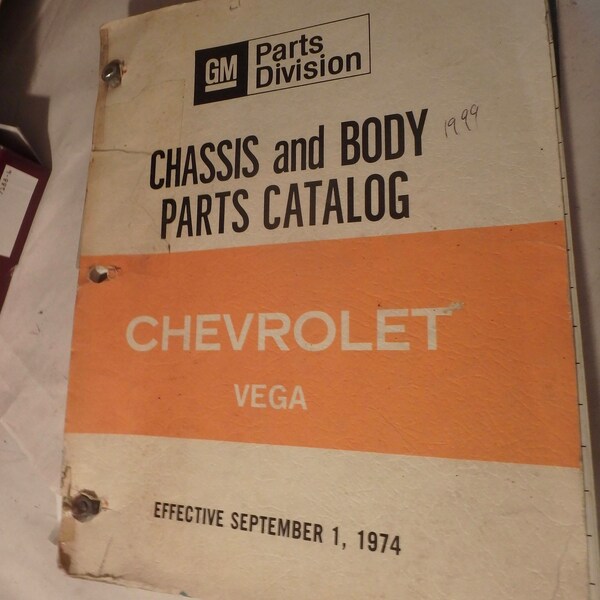 GM Parts
Division
CHASSIS and BODY 1999
PARTS CATALOG
CHEVROLET
VEGA
EFFECTIVE SEPTEMBER 1, 1974